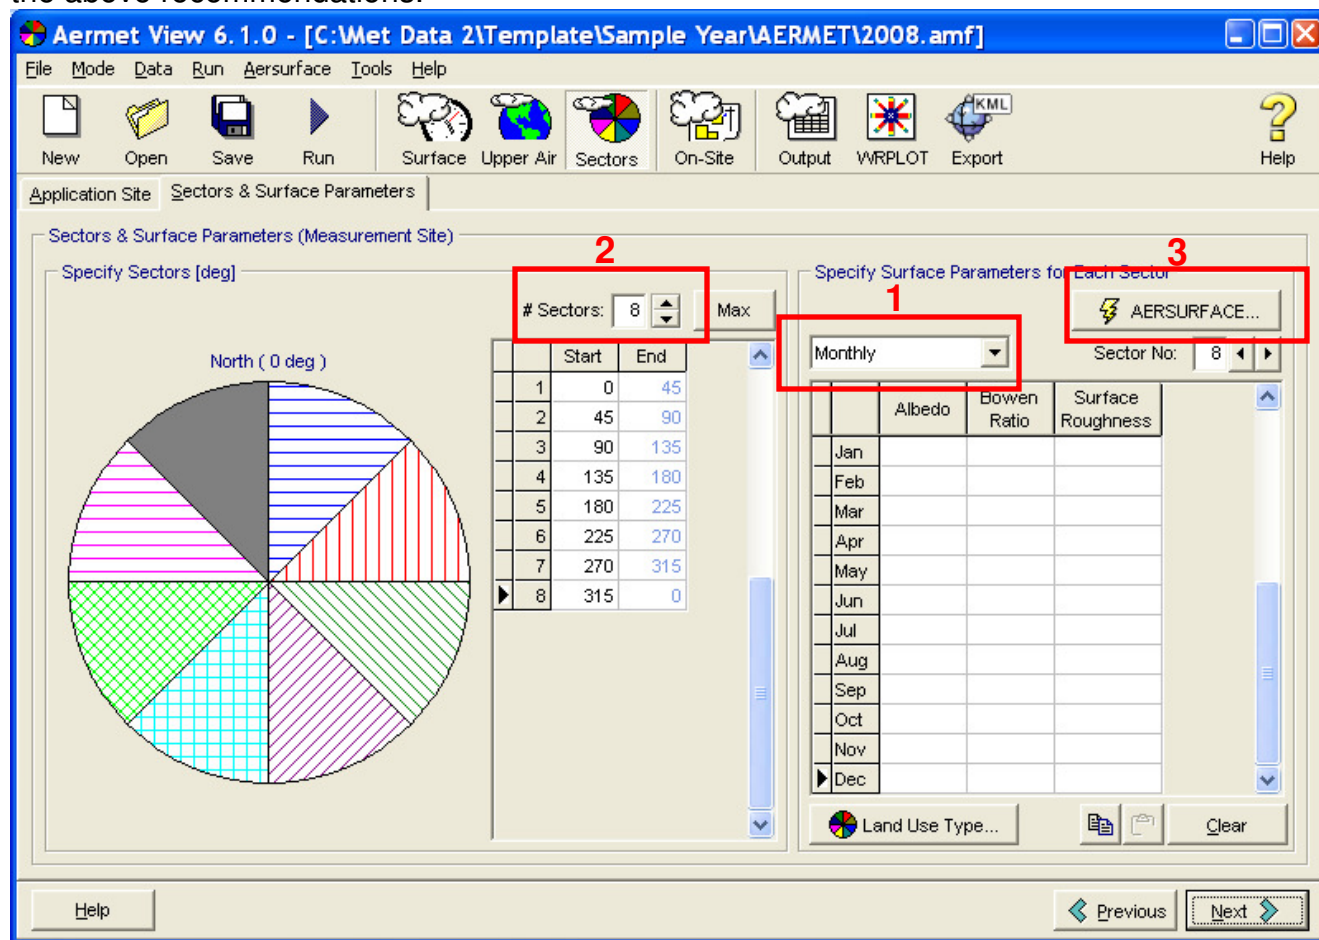 the above recommendations.
Aermet View 6.1.0 - [C:\Met Data 2\Template\Sample Year\AERMET\2008.amf]
File Mode Data Run Aersurface Tools Help
New Open Save Run Surface Upper Air Sectors On-Site Output WRPLOT Export Help
KML
Application Site Sectors & Surface Parameters
Sectors & Surface Parameters (Measurement Site)
Specify Sectors [deg]
2
# Sectors: 8 Max
North ( 0 deg )
Start End
1 0 45
2 45 90
3 90 135
4 135 180
5 180 225
6 225 270
7 270 315
8 315 0
Specify Surface Parameters for Each Sector
3
1
AERSURFACE...
Monthly Sector No: 8
Albedo Bowen Ratio Surface Roughness
Jan
Feb
Mar
Apr
May
Jun
Jul
Aug
Sep
Oct
Nov
Dec
Land Use Type... Clear
Help Previous Next